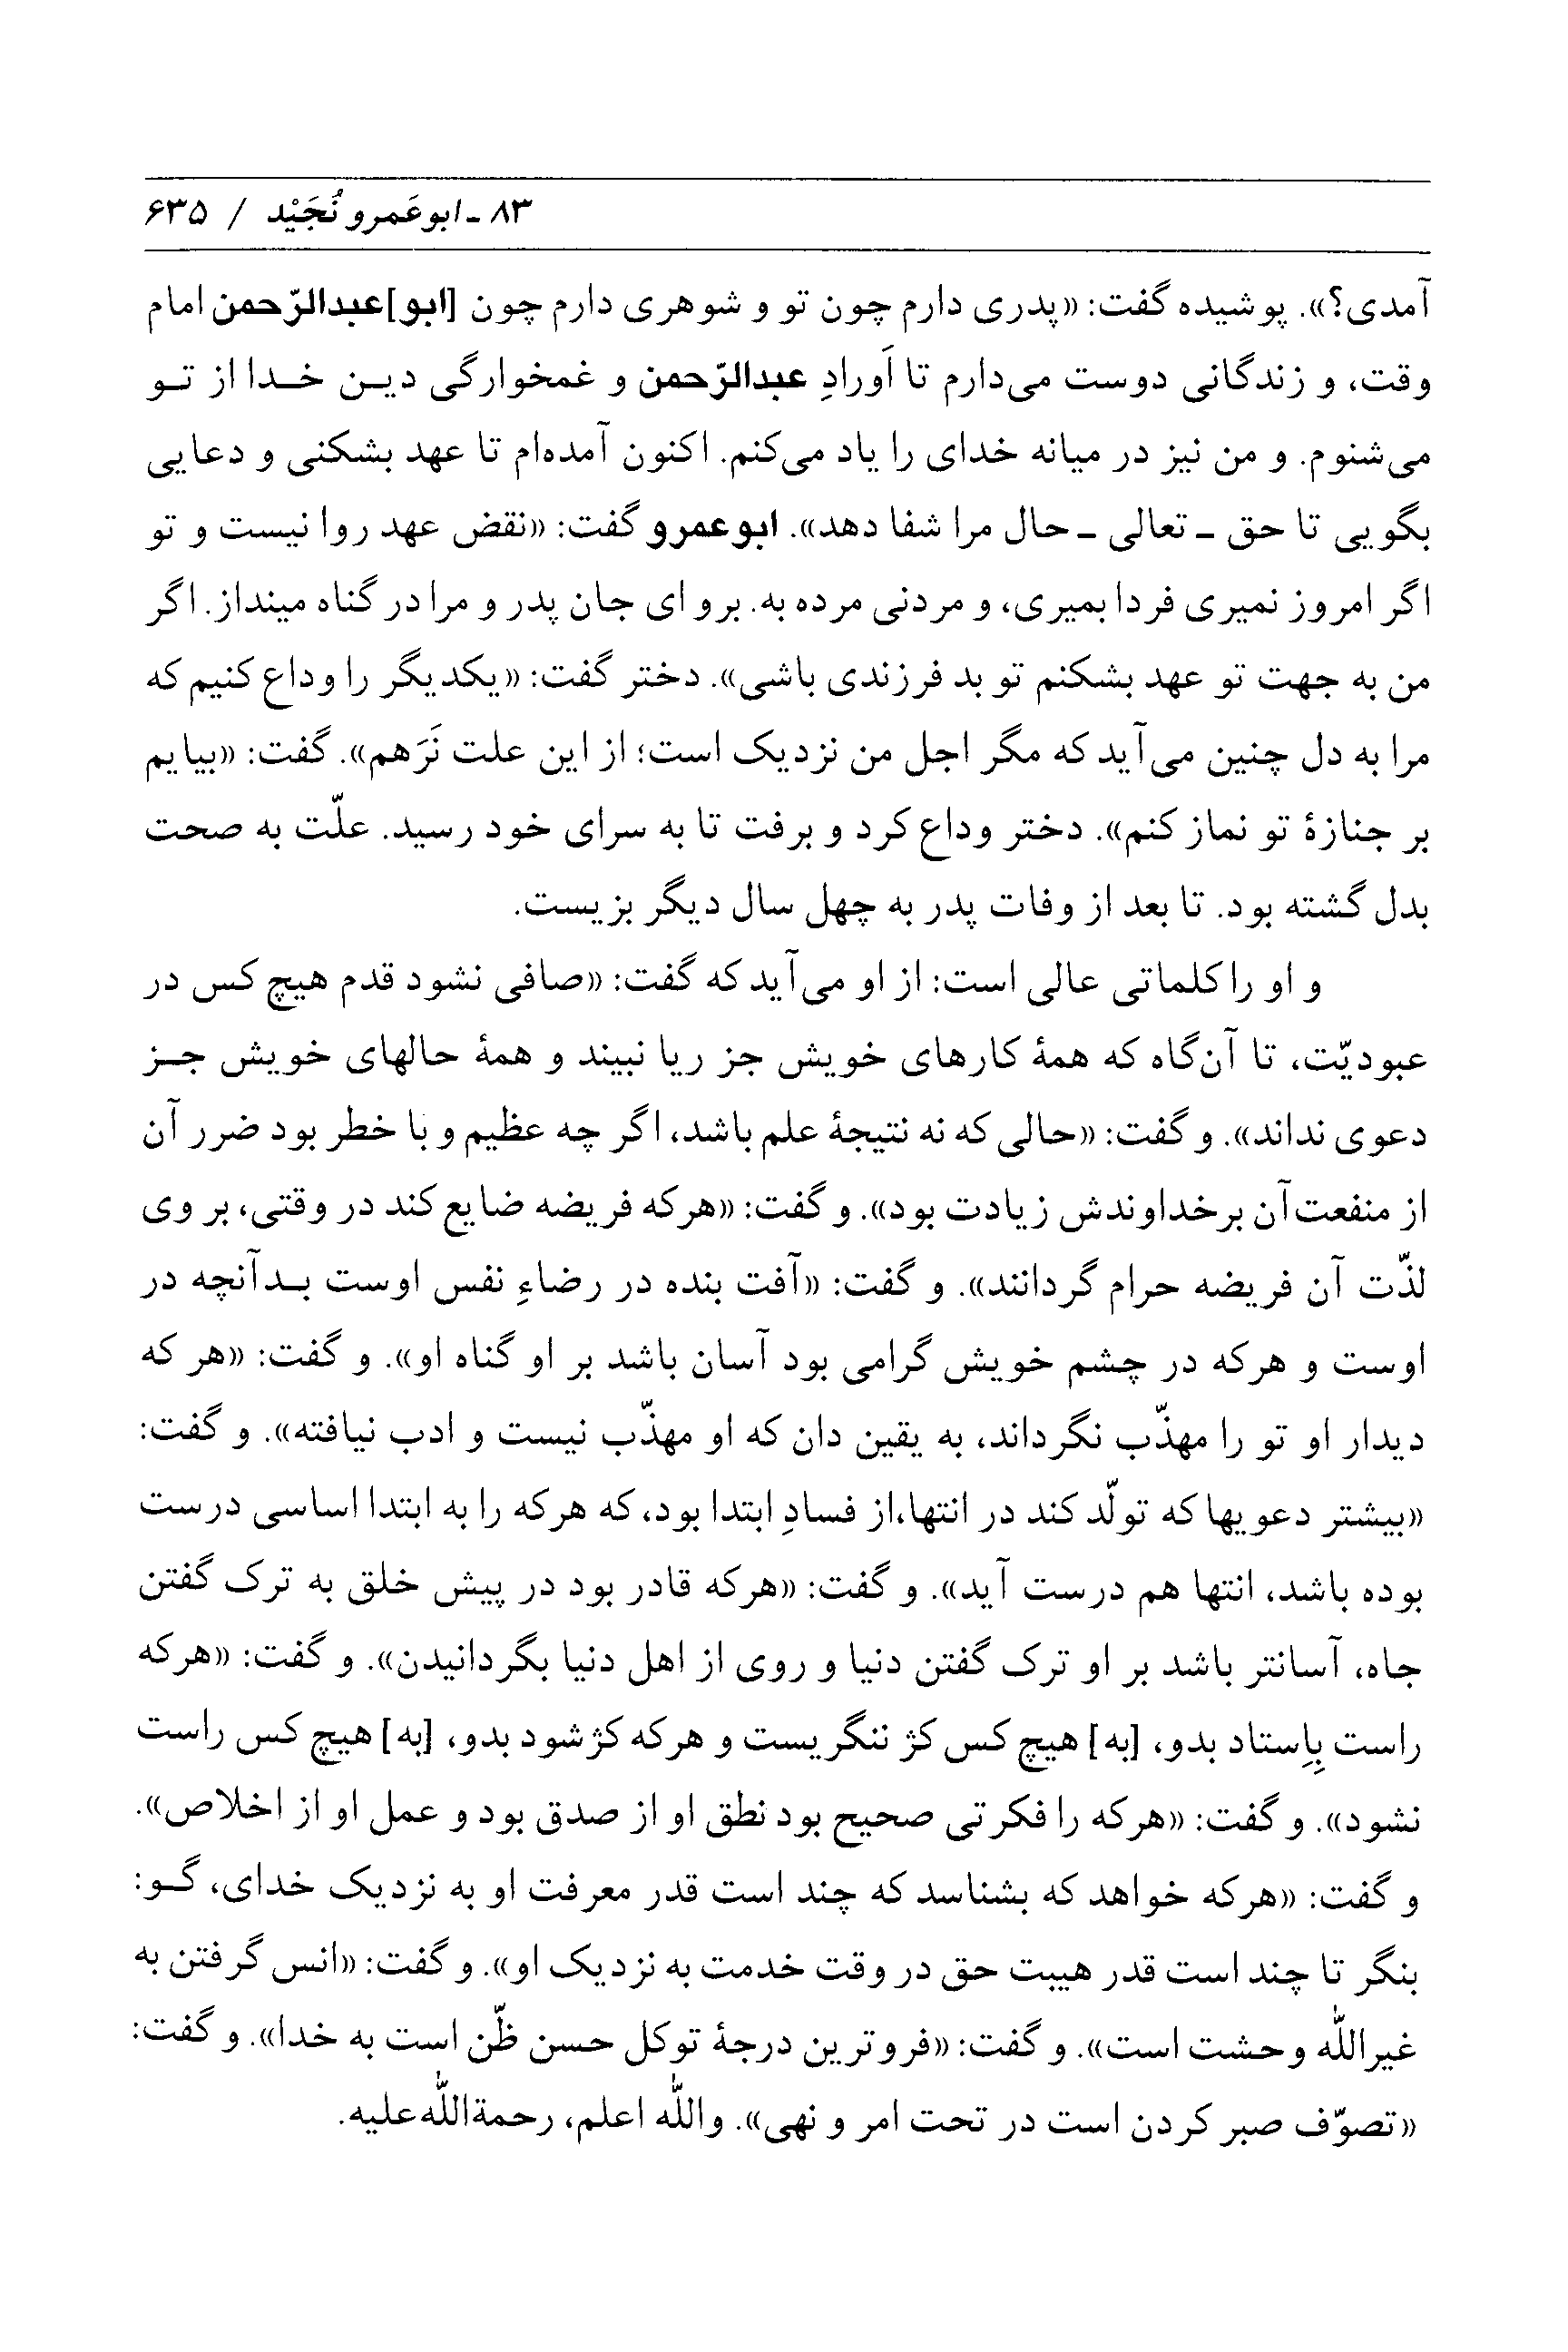 ۸۳ ـ ابوعَمرو نُجَیْد / ۶۳۵
آمدی؟». پوشیده گفت: «پدری دارم چون تو و شوهری دارم چون [ابو]عبدالرّحمن امام
وقت، و زندگانی دوست می‌دارم تا اَورادِ عبدالرّحمن و غمخوارگی دیـن خـدا از تـو
می‌شنوم. و من نیز در میانه خدای را یاد می‌کنم. اکنون آمده‌ام تا عهد بشکنی و دعایی
بگویی تا حق ـ تعالی ـ حال مرا شفا دهد». ابوعمرو گفت: «نقض عهد روا نیست و تو
اگر امروز نمیری فردا بمیری، و مردنی مرده به. برو ای جان پدر و مرا در گناه مینداز. اگر
من به جهت تو عهد بشکنم تو بد فرزندی باشی». دختر گفت: «یکدیگر را وداع کنیم که
مرا به دل چنین می‌آید که مگر اجل من نزدیک است؛ از این علت نَرَهم». گفت: «بیایم
بر جنازهٔ تو نماز کنم». دختر وداع کرد و برفت تا به سرای خود رسید. علّت به صحت
بدل گشته بود. تا بعد از وفات پدر به چهل سال دیگر بزیست.
و او را کلماتی عالی است: از او می‌آید که گفت: «صافی نشود قدم هیچ کس در
عبودیّت، تا آن‌گاه که همهٔ کارهای خویش جز ریا نبیند و همهٔ حالهای خویش جـز
دعوی نداند». و گفت: «حالی که نه نتیجهٔ علم باشد، اگر چه عظیم و با خطر بود ضرر آن
از منفعت آن برخداوندش زیادت بود». و گفت: «هرکه فریضه ضایع کند در وقتی، بر وی
لذّت آن فریضه حرام گردانند». و گفت: «آفت بنده در رضاءِ نفس اوست بـدآنچه در
اوست و هرکه در چشم خویش گرامی بود آسان باشد بر او گناه او». و گفت: «هر که
دیدار او تو را مهذّب نگرداند، به یقین دان که او مهذّب نیست و ادب نیافته». و گفت:
«بیشتر دعویها که تولّد کند در انتها،از فسادِ ابتدا بود، که هرکه را به ابتدا اساسی درست
بوده باشد، انتها هم درست آید». و گفت: «هرکه قادر بود در پیش خلق به ترک گفتن
جاه، آسانتر باشد بر او ترک گفتن دنیا و روی از اهل دنیا بگردانیدن». و گفت: «هرکه
راست بِاِستاد بدو، [به] هیچ کس کژ ننگریست و هرکه کژ شود بدو، [به] هیچ کس راست
نشود». و گفت: «هرکه را فکرتی صحیح بود نطق او از صدق بود و عمل او از اخلاص».
و گفت: «هرکه خواهد که بشناسد که چند است قدر معرفت او به نزدیک خدای، گـو:
بنگر تا چند است قدر هیبت حق در وقت خدمت به نزدیک او». و گفت: «انس گرفتن به
غیراللّه وحشت است». و گفت: «فروترین درجهٔ توکل حسن ظّن است به خدا». و گفت:
«تصوّف صبر کردن است در تحت امر و نهی». واللّه اعلم، رحمةاللّه‌علیه.